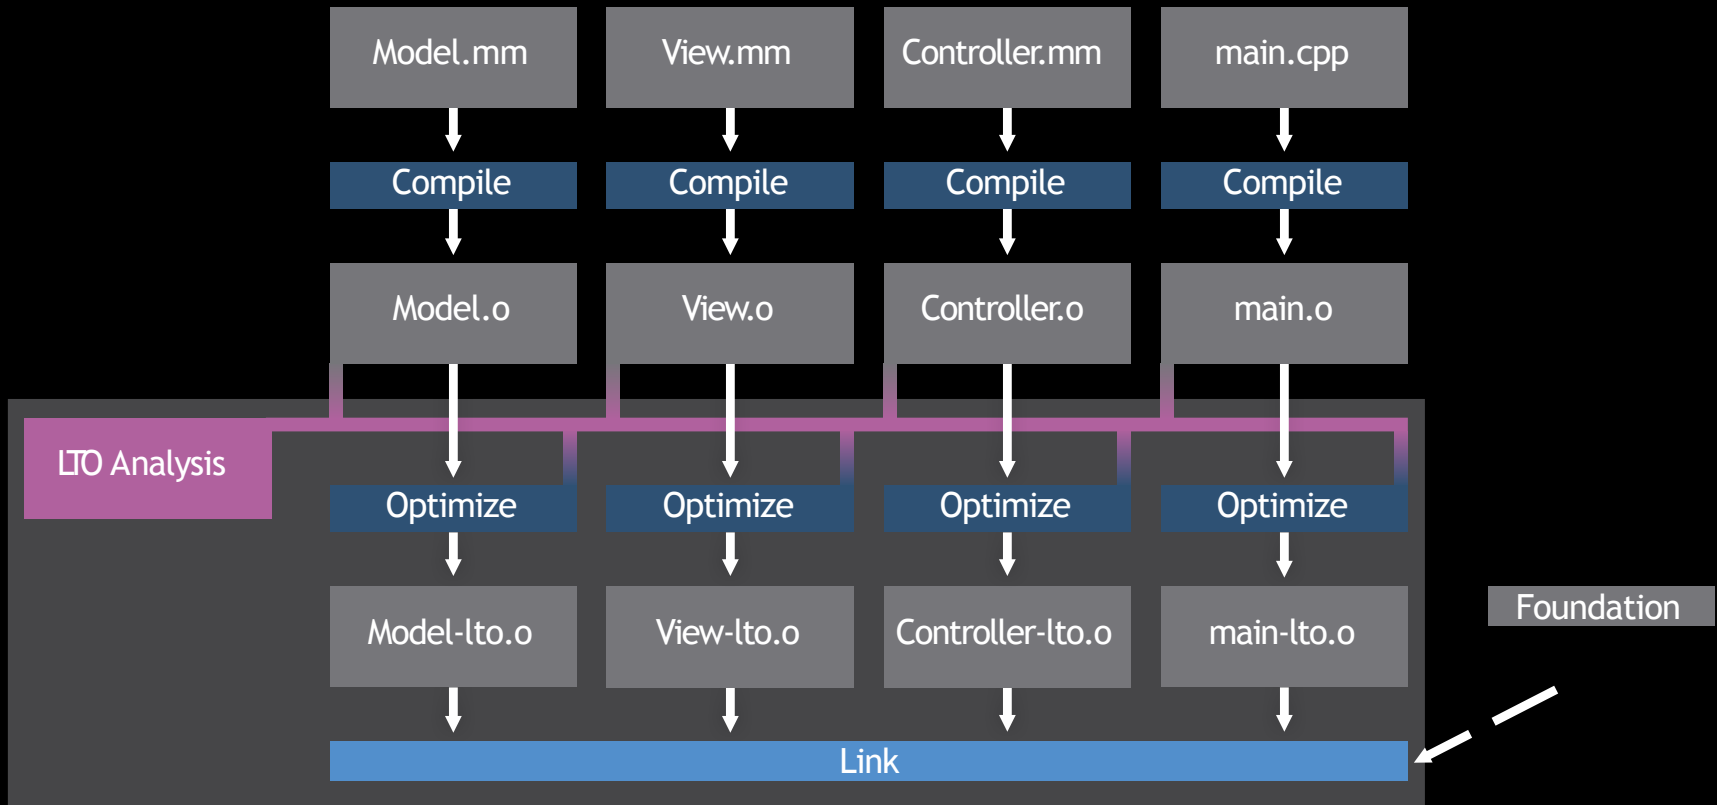 Model.mm
View.mm
Controller.mm
main.cpp
Compile
Compile
Compile
Compile
Model.o
View.o
Controller.o
main.o
LTO Analysis
Optimize
Optimize
Optimize
Optimize
Model-lto.o
View-lto.o
Controller-lto.o
main-lto.o
Foundation
Link